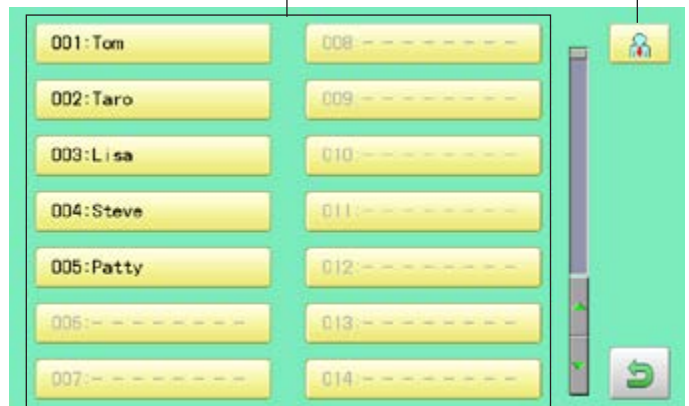 001:Tom
002:Taro
003:Lisa
004:Steve
005:Patty
006:- - - - - - - -
007:- - - - - - - -
008:- - - - - - - -
009:- - - - - - - -
010:- - - - - - - -
011:- - - - - - - -
012:- - - - - - - -
013:- - - - - - - -
014:- - - - - - - -